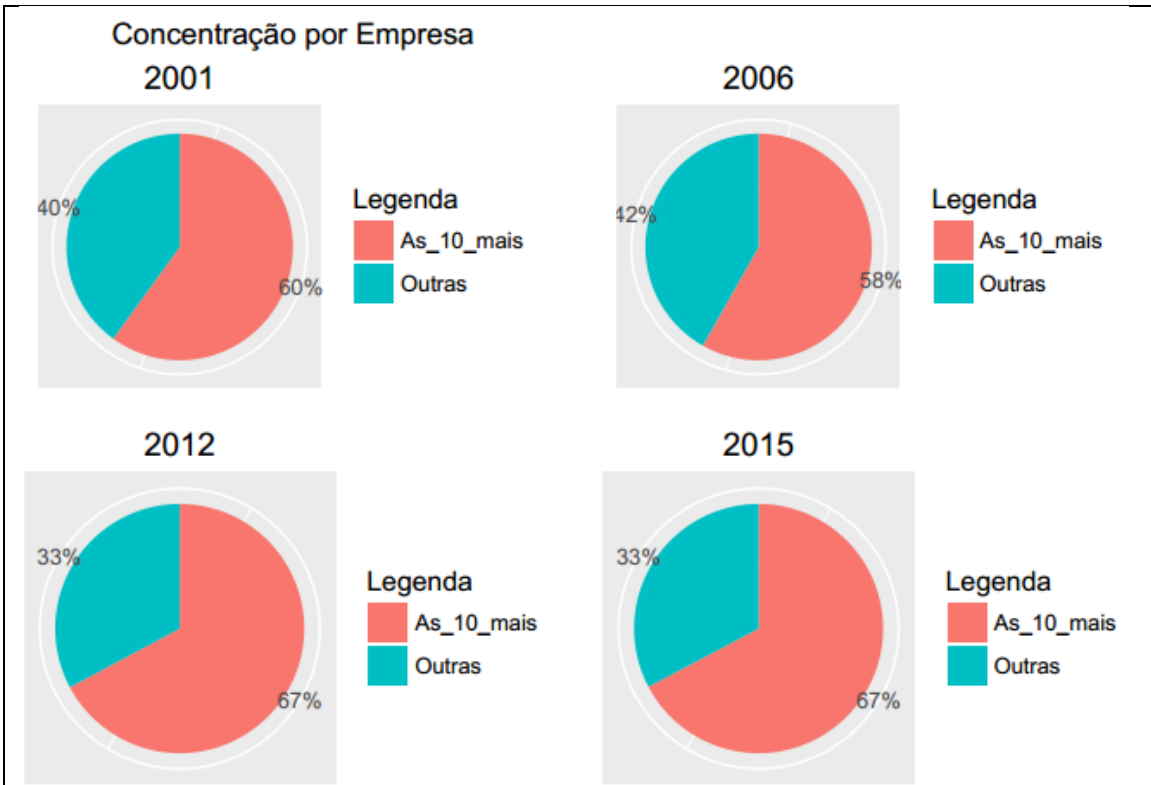 Concentração por Empresa
2001
40%
60%
Legenda
As_10_mais
Outras
2006
42%
58%
Legenda
As_10_mais
Outras
2012
33%
67%
Legenda
As_10_mais
Outras
2015
33%
67%
Legenda
As_10_mais
Outras